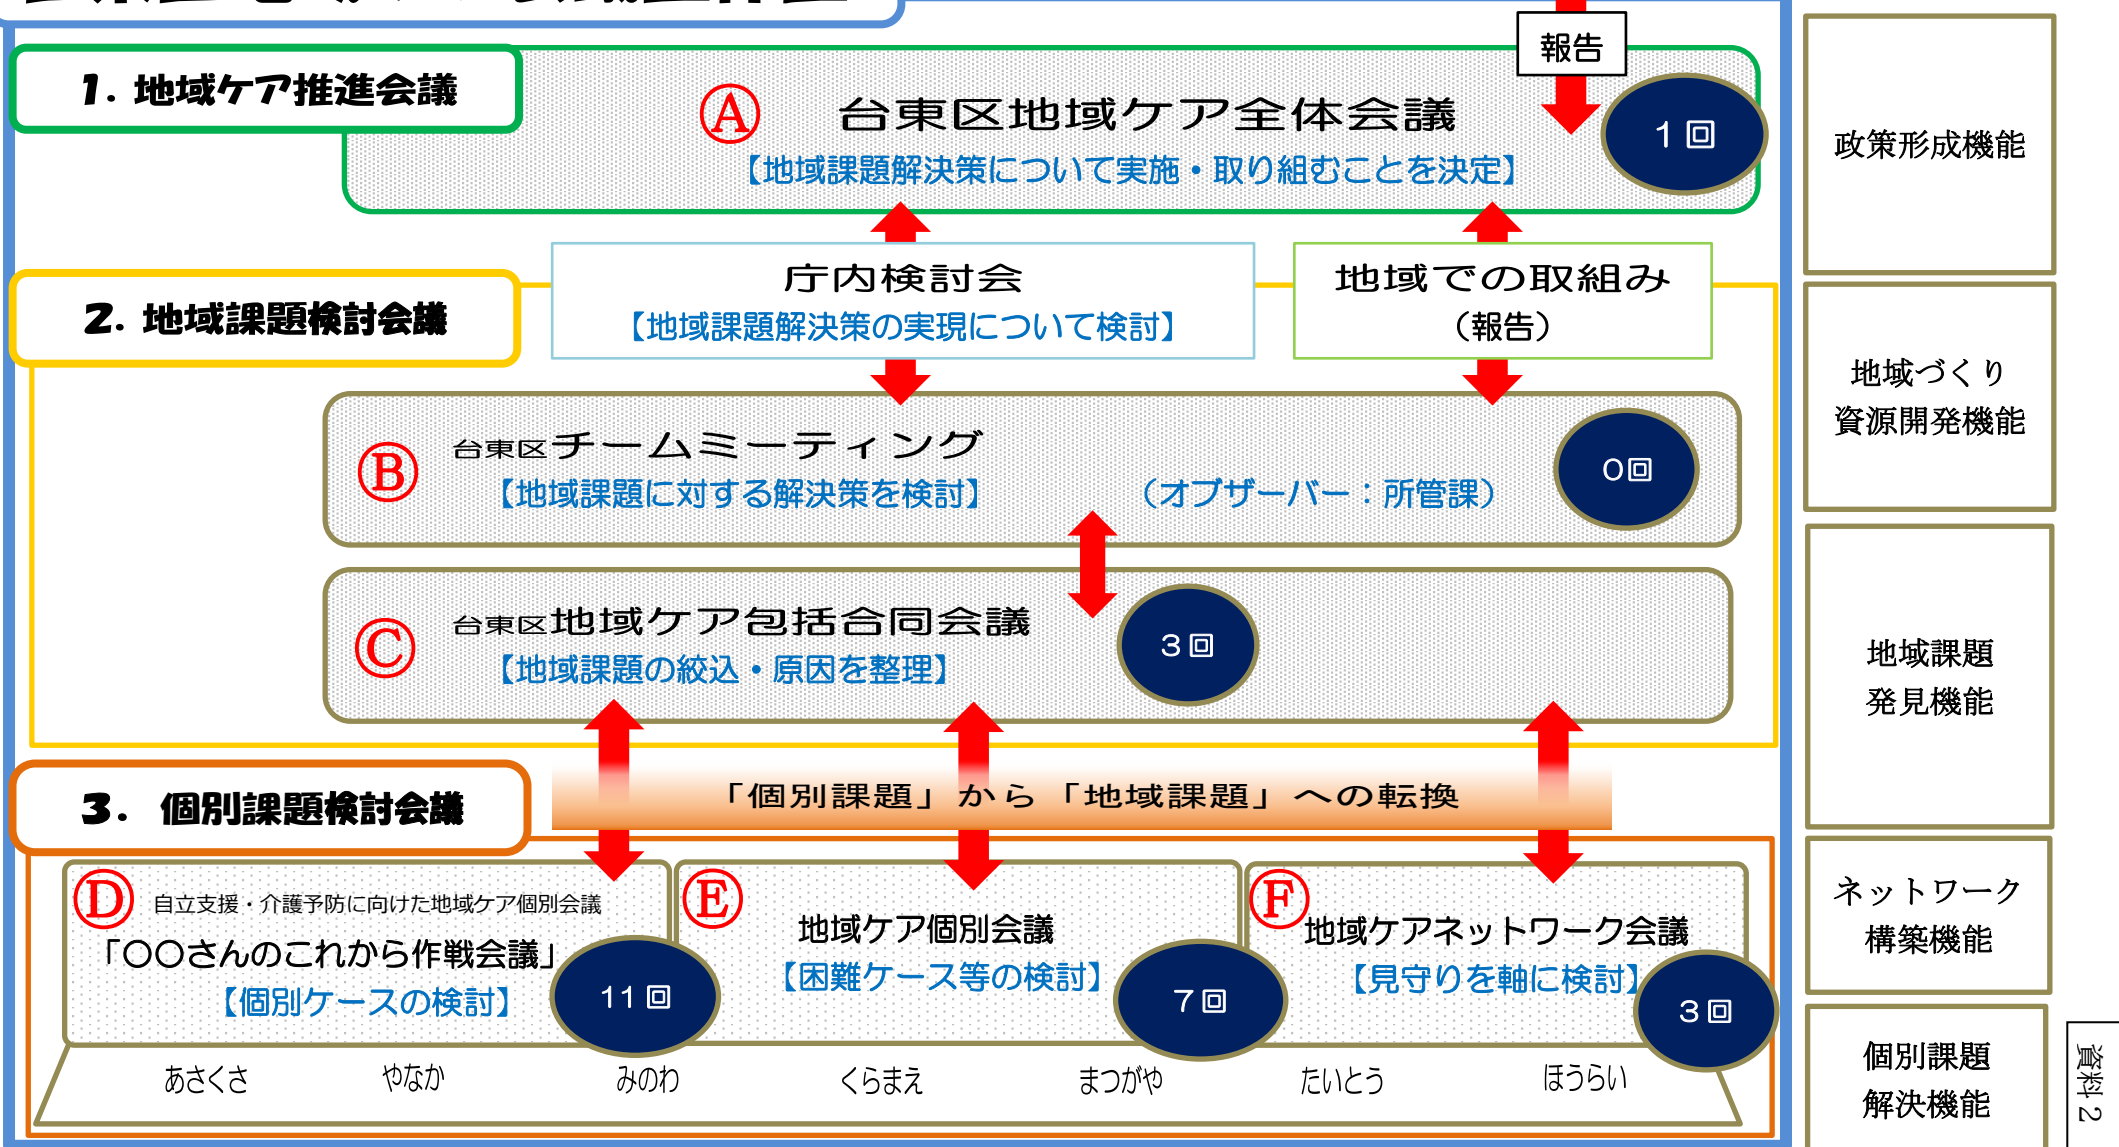 報告
1. 地域ケア推進会議
Ⓐ 台東区地域ケア全体会議
【地域課題解決策について実施・取り組むことを決定】
1回
政策形成機能
庁内検討会
【地域課題解決策の実現について検討】
地域での取組み
(報告)
2. 地域課題検討会議
Ⓑ 台東区チームミーティング
【地域課題に対する解決策を検討】
(オブザーバー：所管課)
0回
地域づくり
資源開発機能
Ⓒ 台東区地域ケア包括合同会議
【地域課題の絞込・原因を整理】
3回
地域課題
発見機能
3. 個別課題検討会議
「個別課題」から「地域課題」への転換
Ⓓ 自立支援・介護予防に向けた地域ケア個別会議
「〇〇さんのこれから作戦会議」
【個別ケースの検討】
11回
Ⓔ
地域ケア個別会議
【困難ケース等の検討】
7回
Ⓕ
地域ケアネットワーク会議
【見守りを軸に検討】
3回
ネットワーク
構築機能
あさくさ やなか みのわ くらまえ まつがや たいとう ほうらい
個別課題
解決機能
資料2